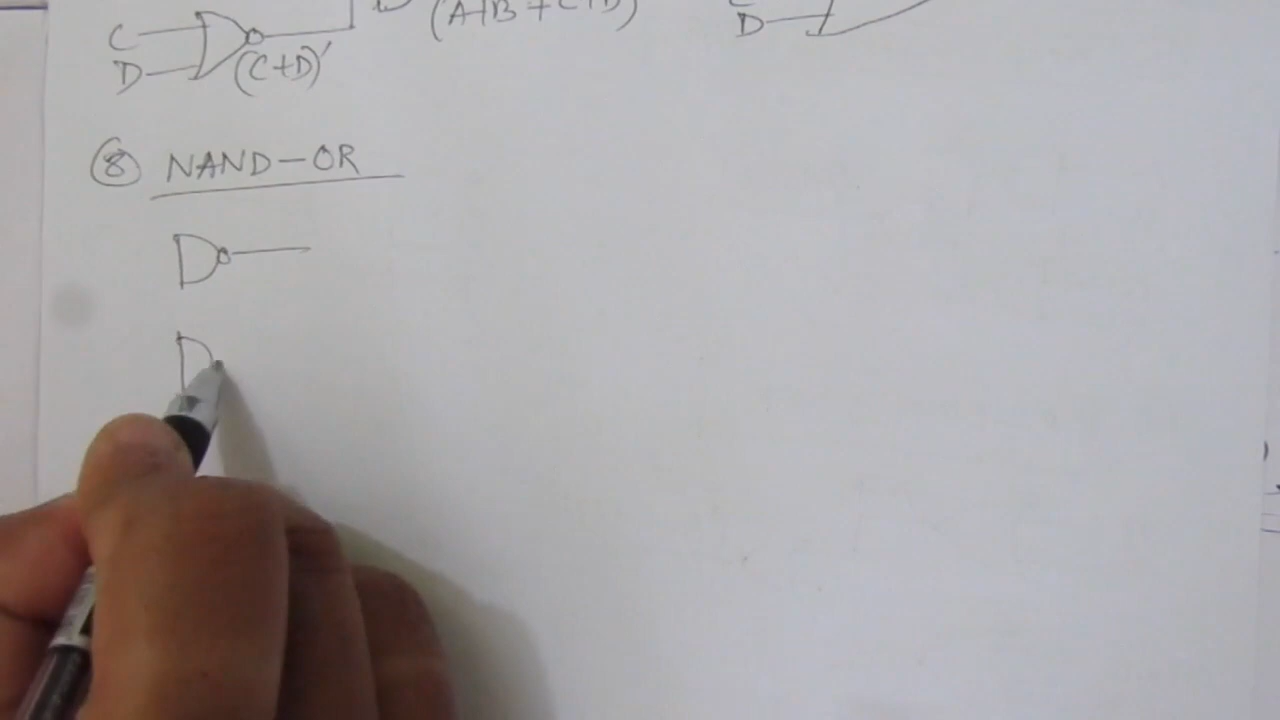 C
D
(C+D)'
(A+B+C+D)
D
⑧ NAND-OR